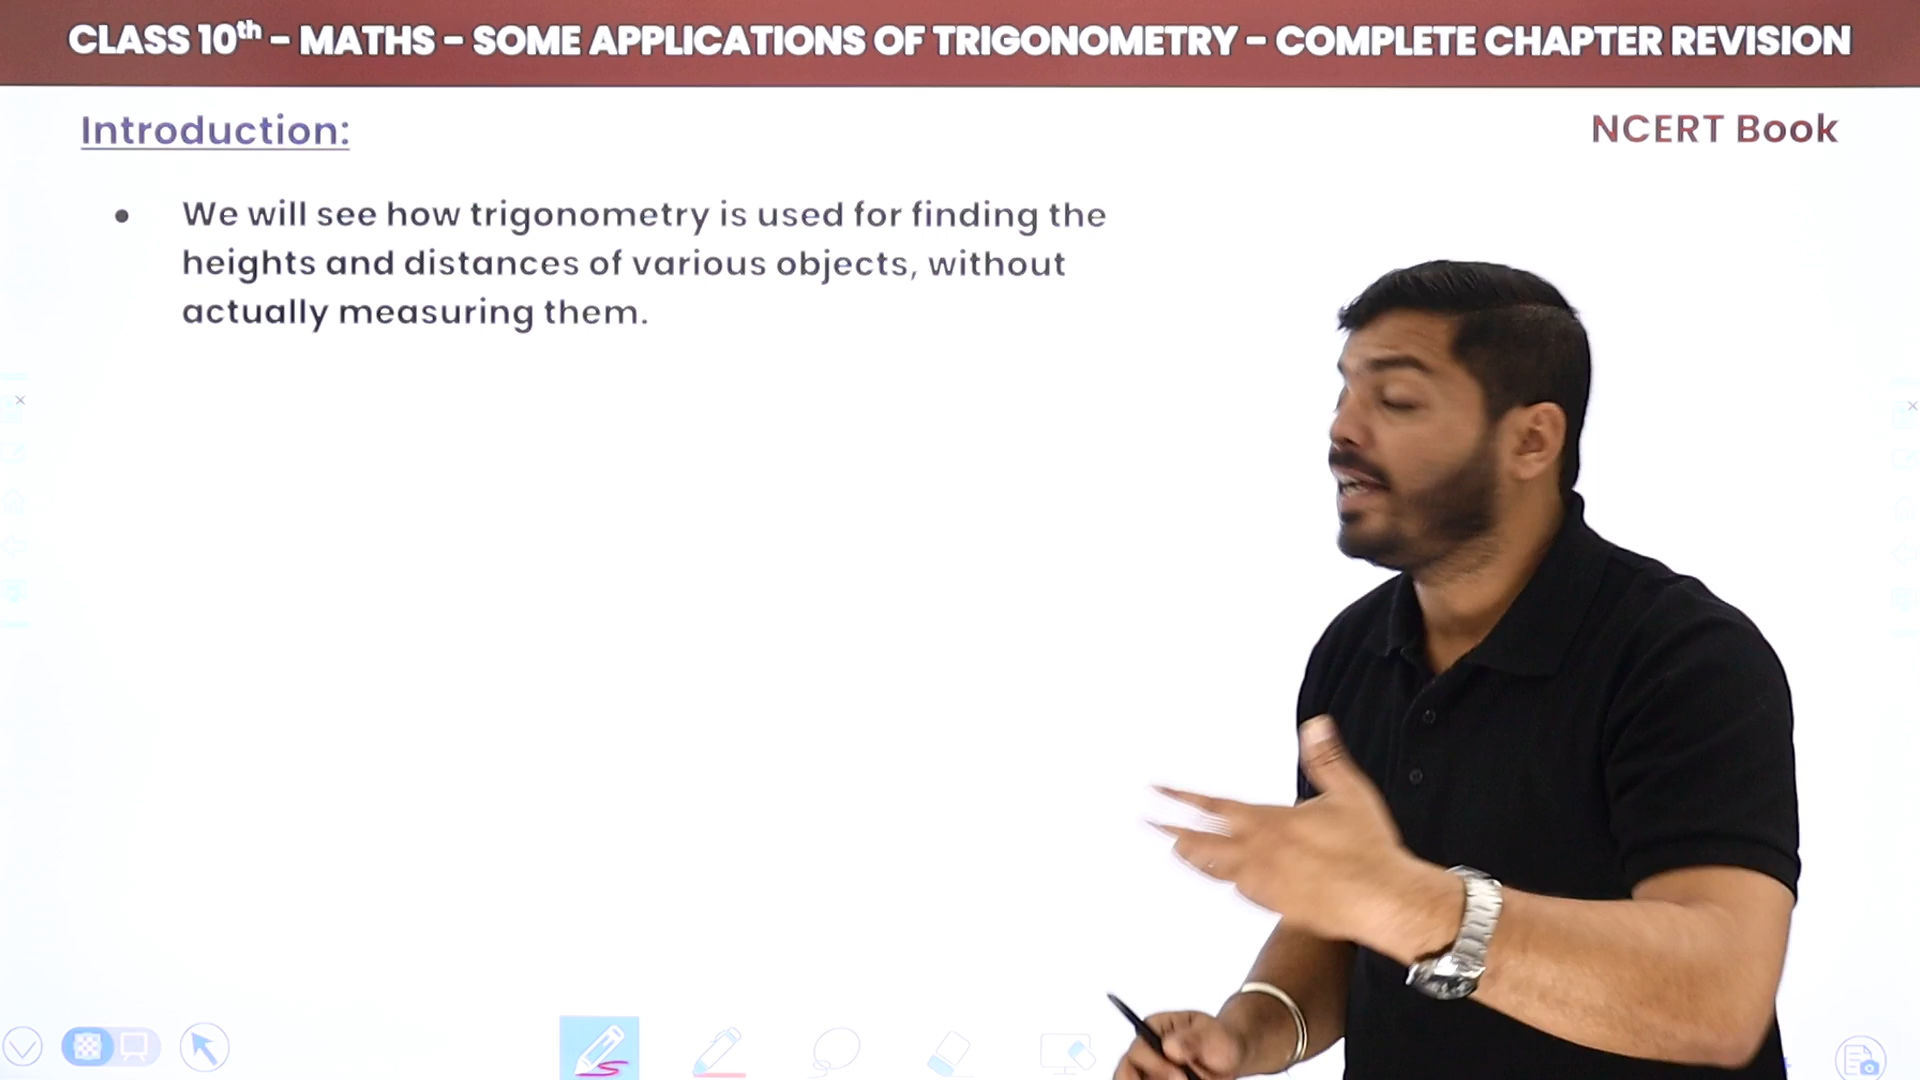 CLASS 10th - MATHS - SOME APPLICATIONS OF TRIGONOMETRY - COMPLETE CHAPTER REVISION
Introduction:
NCERT Book
• We will see how trigonometry is used for finding the
heights and distances of various objects, without
actually measuring them.